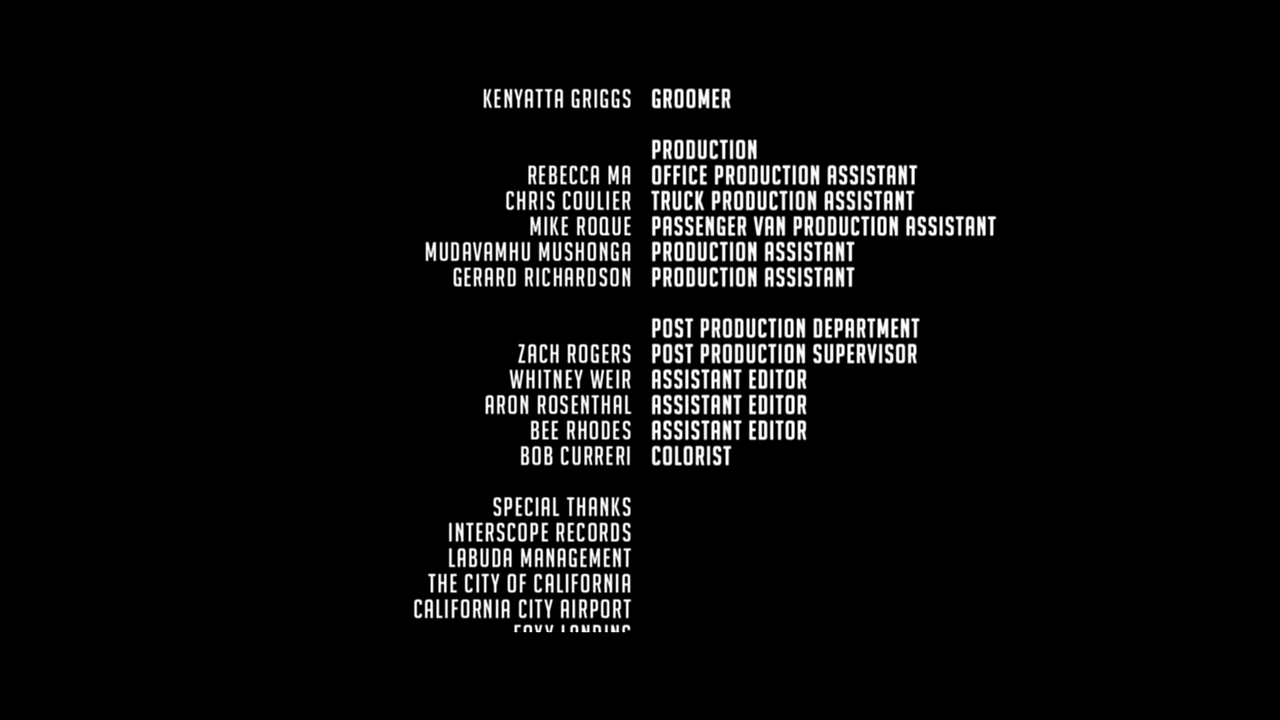 KENYATTA GRIGGS GROOMER
PRODUCTION
REBECCA MA OFFICE PRODUCTION ASSISTANT
CHRIS COULIER TRUCK PRODUCTION ASSISTANT
MIKE ROQUE PASSENGER VAN PRODUCTION ASSISTANT
MUDAVAMHU MUSHONGA PRODUCTION ASSISTANT
GERARD RICHARDSON PRODUCTION ASSISTANT
POST PRODUCTION DEPARTMENT
ZACH ROGERS POST PRODUCTION SUPERVISOR
WHITNEY WEIR ASSISTANT EDITOR
ARON ROSENTHAL ASSISTANT EDITOR
BEE RHODES ASSISTANT EDITOR
BOB CURRERI COLORIST
SPECIAL THANKS
INTERSCOPE RECORDS
LABUDA MANAGEMENT
THE CITY OF CALIFORNIA
CALIFORNIA CITY AIRPORT